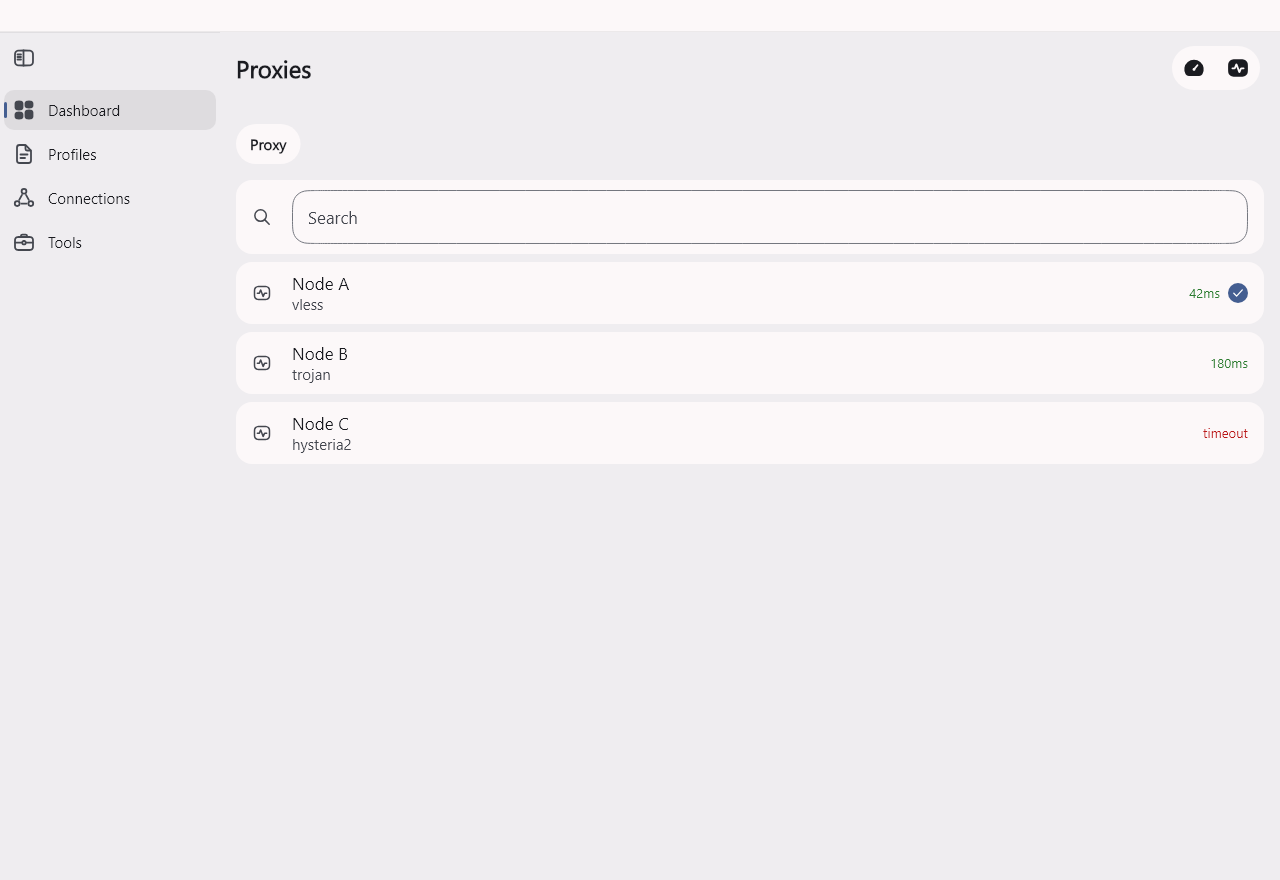 Dashboard
Profiles
Connections
Tools
Proxies
Proxy
Search
Node A
vless
42ms
Node B
trojan
180ms
Node C
hysteria2
timeout